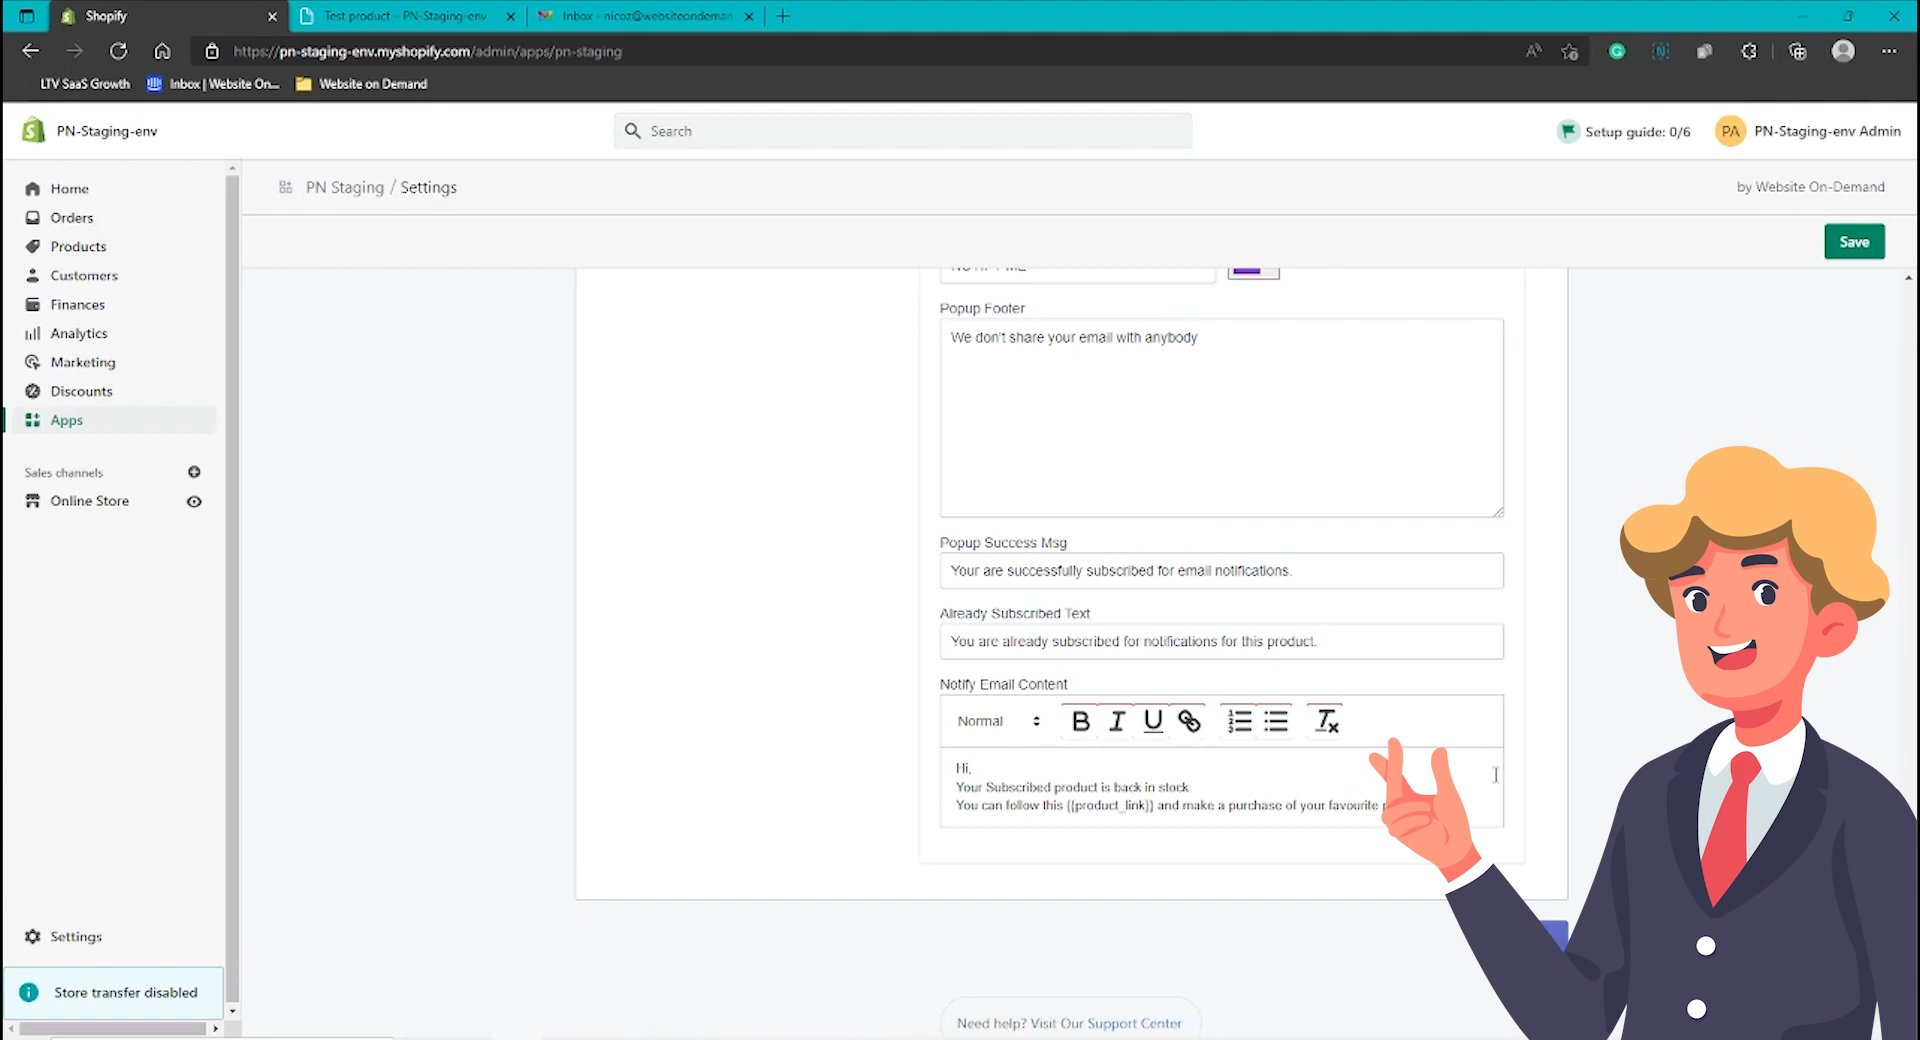 Shopify
Test product – PN-Staging-env
Inbox - nicoz@websiteondeman
https://pn-staging-env.myshopify.com/admin/apps/pn-staging
LTV SaaS Growth
Inbox | Website On...
Website on Demand
PN-Staging-env
Search
Setup guide: 0/6
PA
PN-Staging-env Admin
Home
Orders
Products
Customers
Finances
Analytics
Marketing
Discounts
Apps
Sales channels
Online Store
Settings
Store transfer disabled
PN Staging / Settings
by Website On-Demand
Save
NOTIFY ME
Popup Footer
We don't share your email with anybody
Popup Success Msg
Your are successfully subscribed for email notifications.
Already Subscribed Text
You are already subscribed for notifications for this product.
Notify Email Content
Normal
Hi,
Your Subscribed product is back in stock.
You can follow this {{product_link}} and make a purchase of your favourite
Need help? Visit Our Support Center